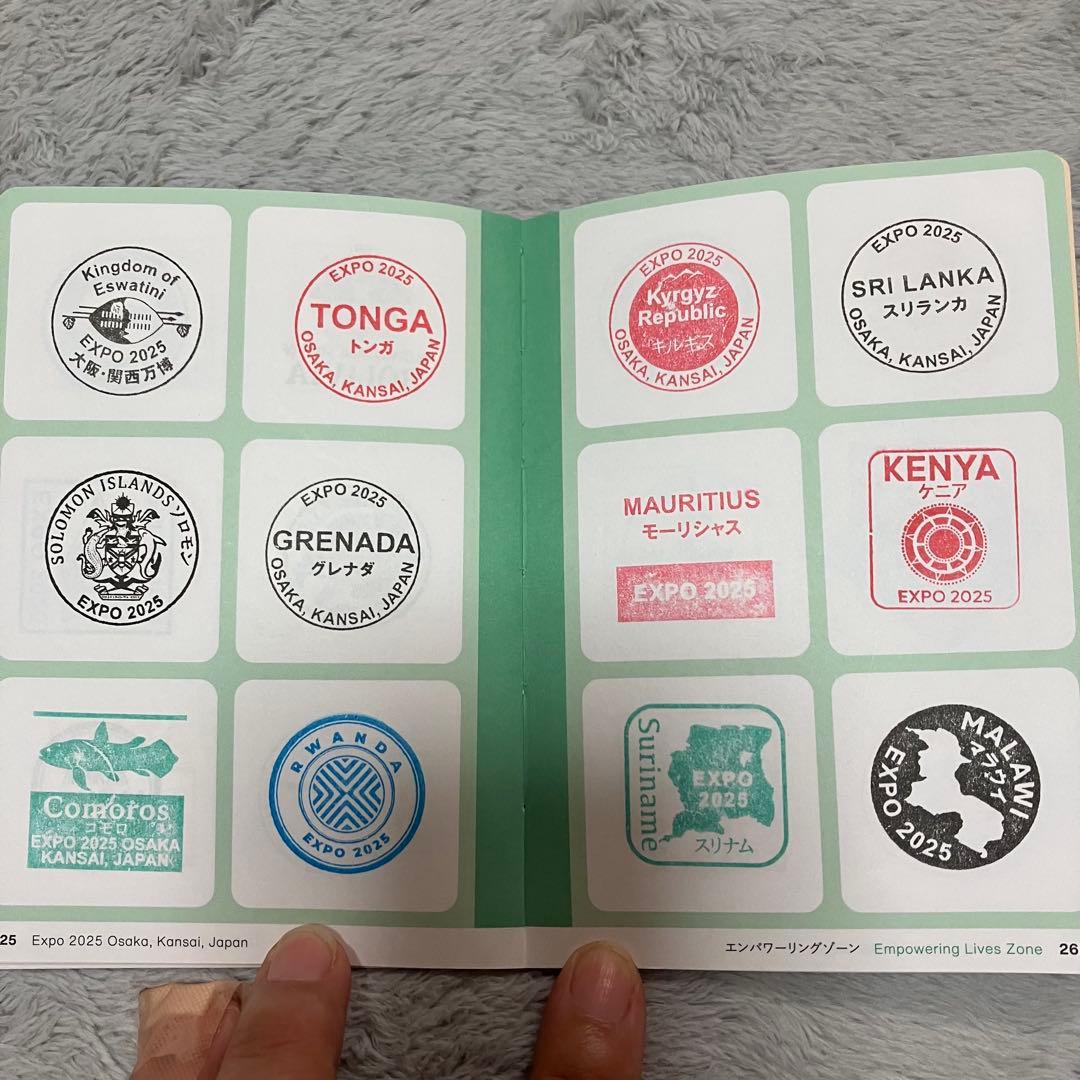 Kingdom of
Eswatini
EXPO 2025
大阪・関西万博
EXPO 2025
TONGA
トンガ
OSAKA, KANSAI, JAPAN
SOLOMON ISLANDS ソロモン
EXPO 2025
EXPO 2025
GRENADA
グレナダ
OSAKA, KANSAI, JAPAN
Comoros
コモロ
EXPO 2025 OSAKA
KANSAI, JAPAN
RWANDA
EXPO 2025
25 Expo 2025 Osaka, Kansai, Japan
EXPO 2025
Kyrgyz
Republic
キルギス
OSAKA, KANSAI, JAPAN
EXPO 2025
SRI LANKA
スリランカ
OSAKA, KANSAI, JAPAN
MAURITIUS
モーリシャス
EXPO 2025
KENYA
ケニア
EXPO 2025
Suriname
EXPO
2025
スリナム
MALAWI
マラウイ
EXPO 2025
エンパワーリングゾーン Empowering Lives Zone 26